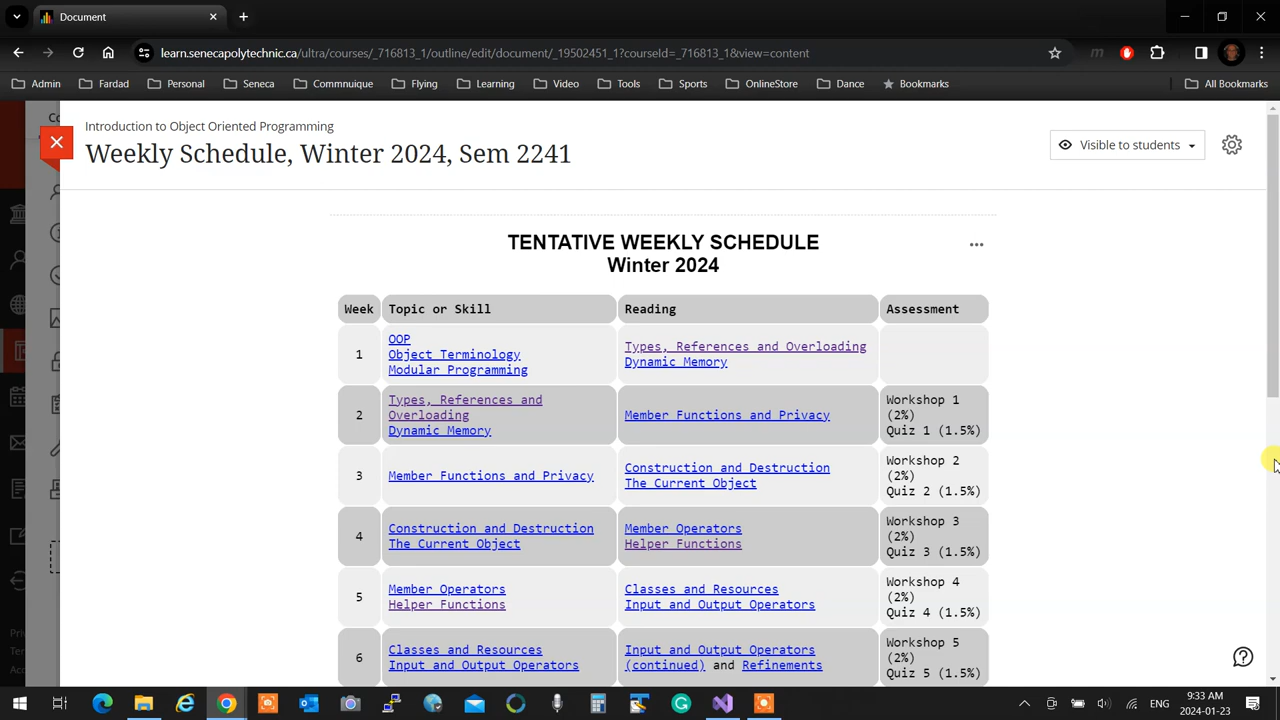 Document
learn.senecapolytechnic.ca/ultra/courses/_716813_1/outline/edit/document/_19502451_1?courseId=_716813_1&view=content
Admin
Fardad
Personal
Seneca
Commnuique
Flying
Learning
Video
Tools
Sports
OnlineStore
Dance
Bookmarks
All Bookmarks
Introduction to Object Oriented Programming
Weekly Schedule, Winter 2024, Sem 2241
Visible to students
TENTATIVE WEEKLY SCHEDULE
Winter 2024
Week Topic or Skill Reading Assessment
1
OOP
Object Terminology
Modular Programming
Types, References and Overloading
Dynamic Memory
2
Types, References and
Overloading
Dynamic Memory
Member Functions and Privacy
Workshop 1
(2%)
Quiz 1 (1.5%)
3
Member Functions and Privacy
Construction and Destruction
The Current Object
Workshop 2
(2%)
Quiz 2 (1.5%)
4
Construction and Destruction
The Current Object
Member Operators
Helper Functions
Workshop 3
(2%)
Quiz 3 (1.5%)
5
Member Operators
Helper Functions
Classes and Resources
Input and Output Operators
Workshop 4
(2%)
Quiz 4 (1.5%)
6
Classes and Resources
Input and Output Operators
Input and Output Operators
(continued) and Refinements
Workshop 5
(2%)
Quiz 5 (1.5%)
ENG
9:33 AM
2024-01-23